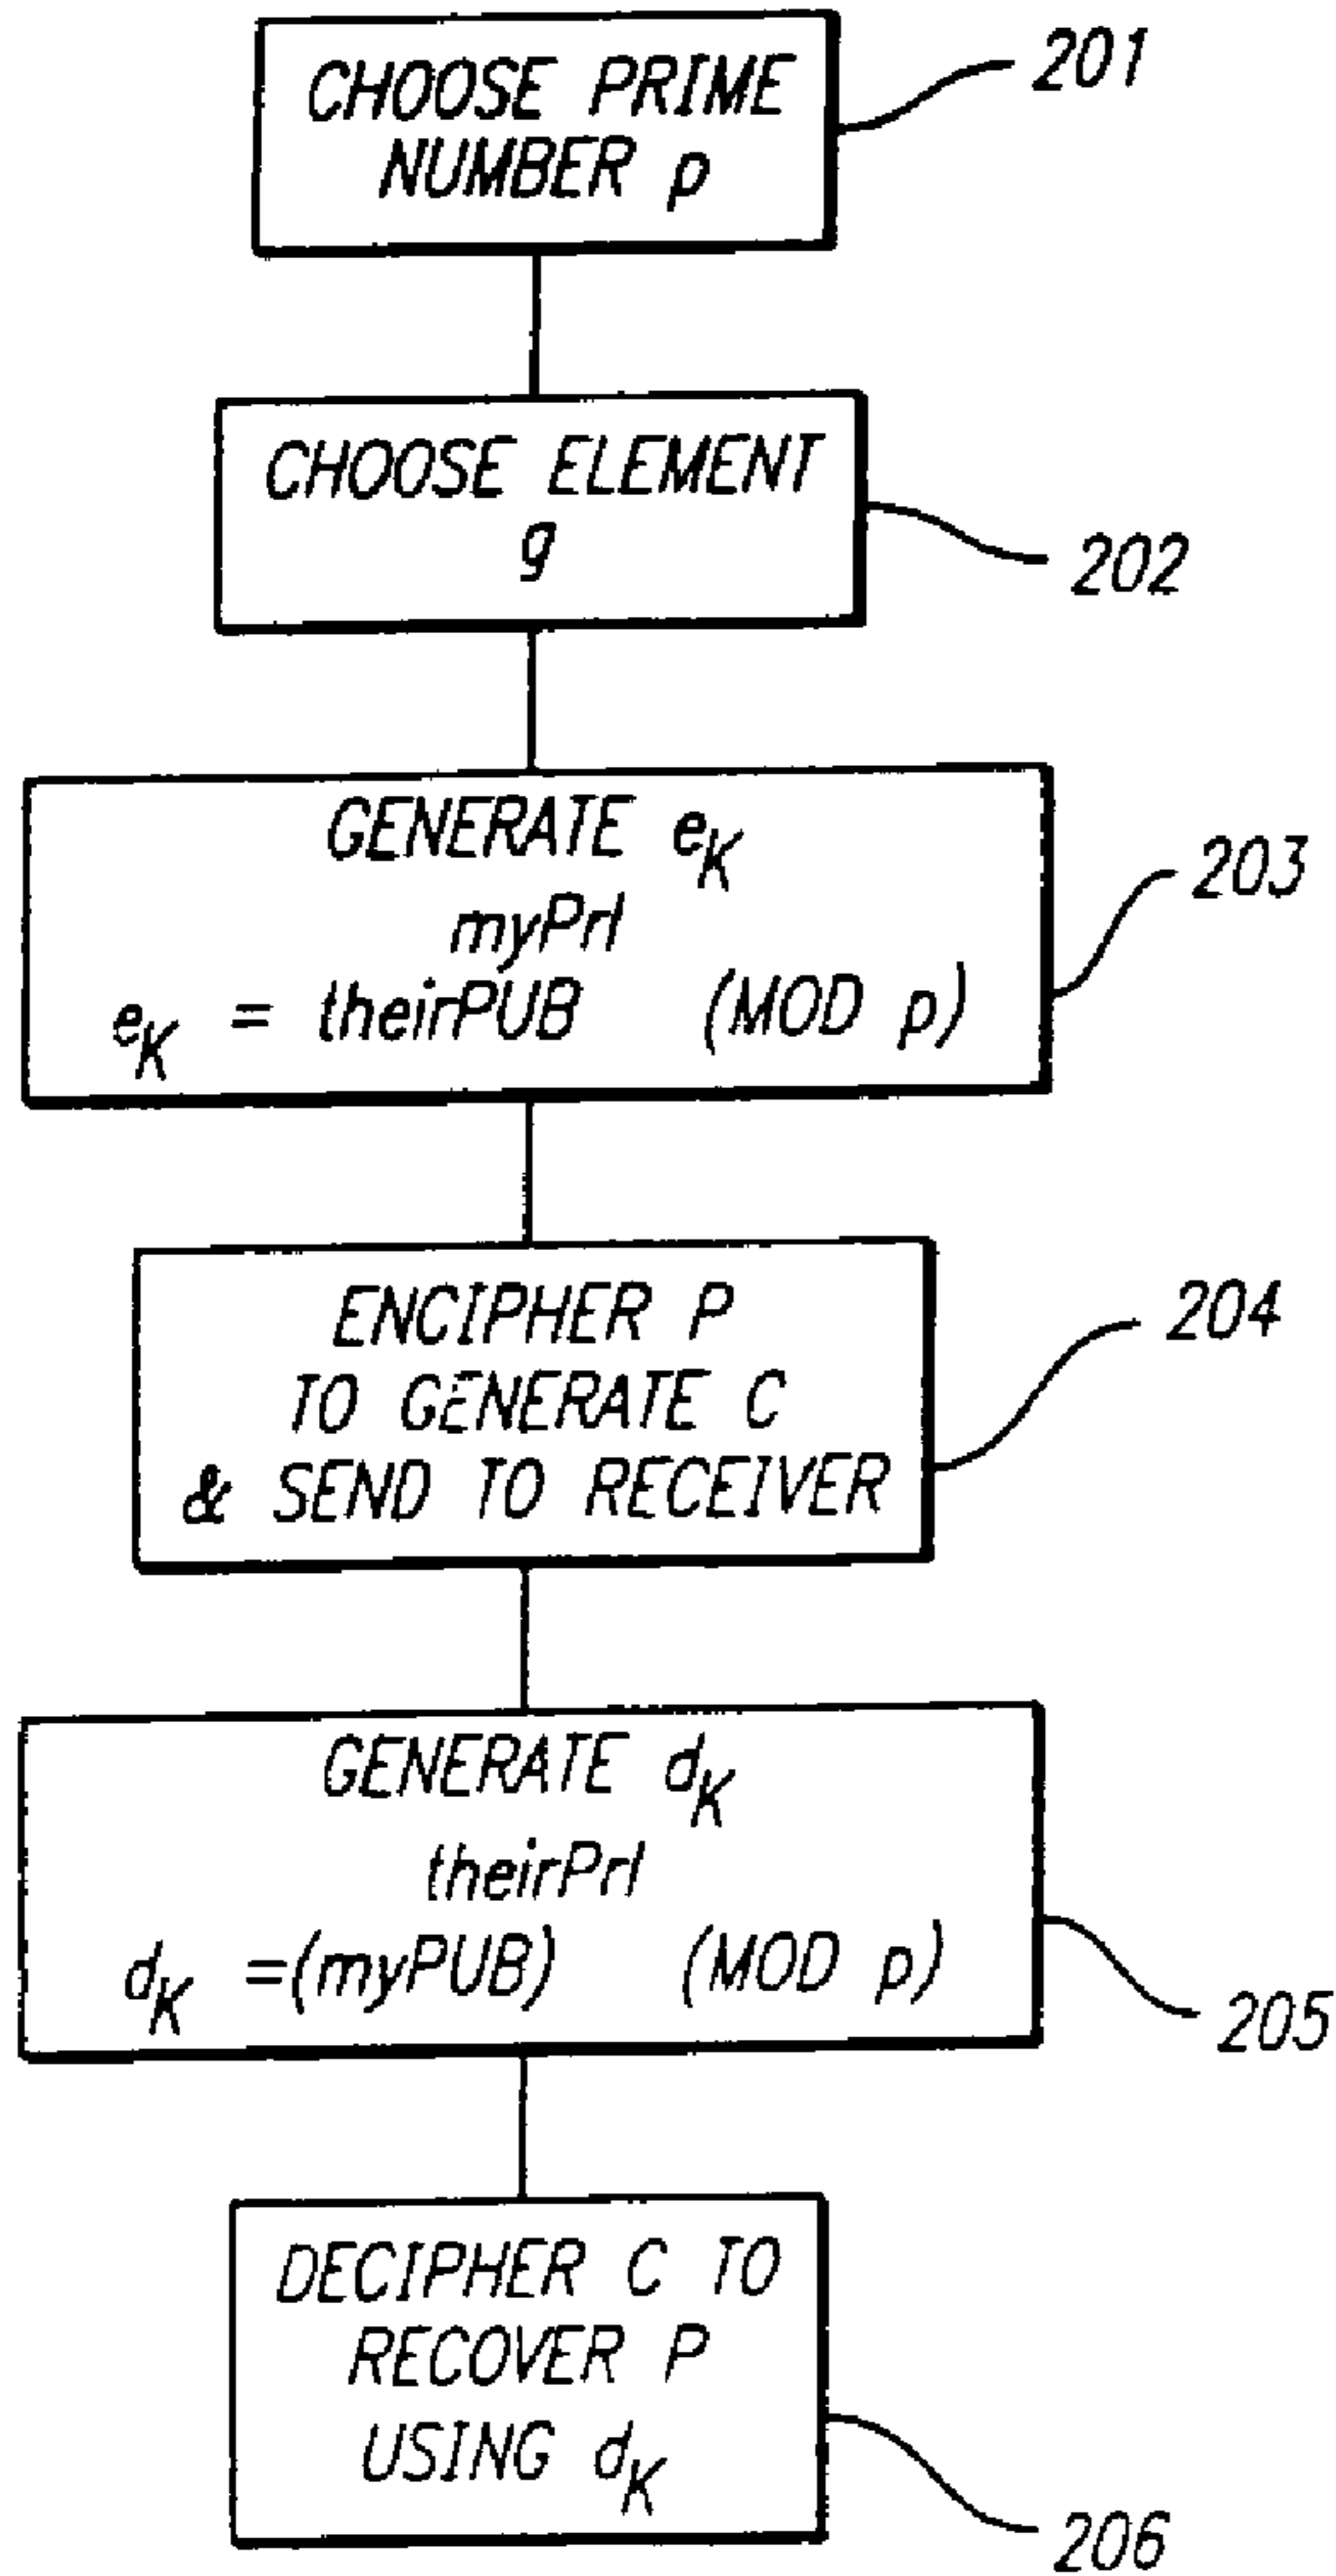 CHOOSE PRIME
NUMBER p
201
CHOOSE ELEMENT
g
202
GENERATE eK
myPrI
eK = theirPUB (MOD p)
203
ENCIPHER P
TO GENERATE C
& SEND TO RECEIVER
204
GENERATE dK
theirPrI
dK =(myPUB) (MOD p)
205
DECIPHER C TO
RECOVER P
USING dK
206